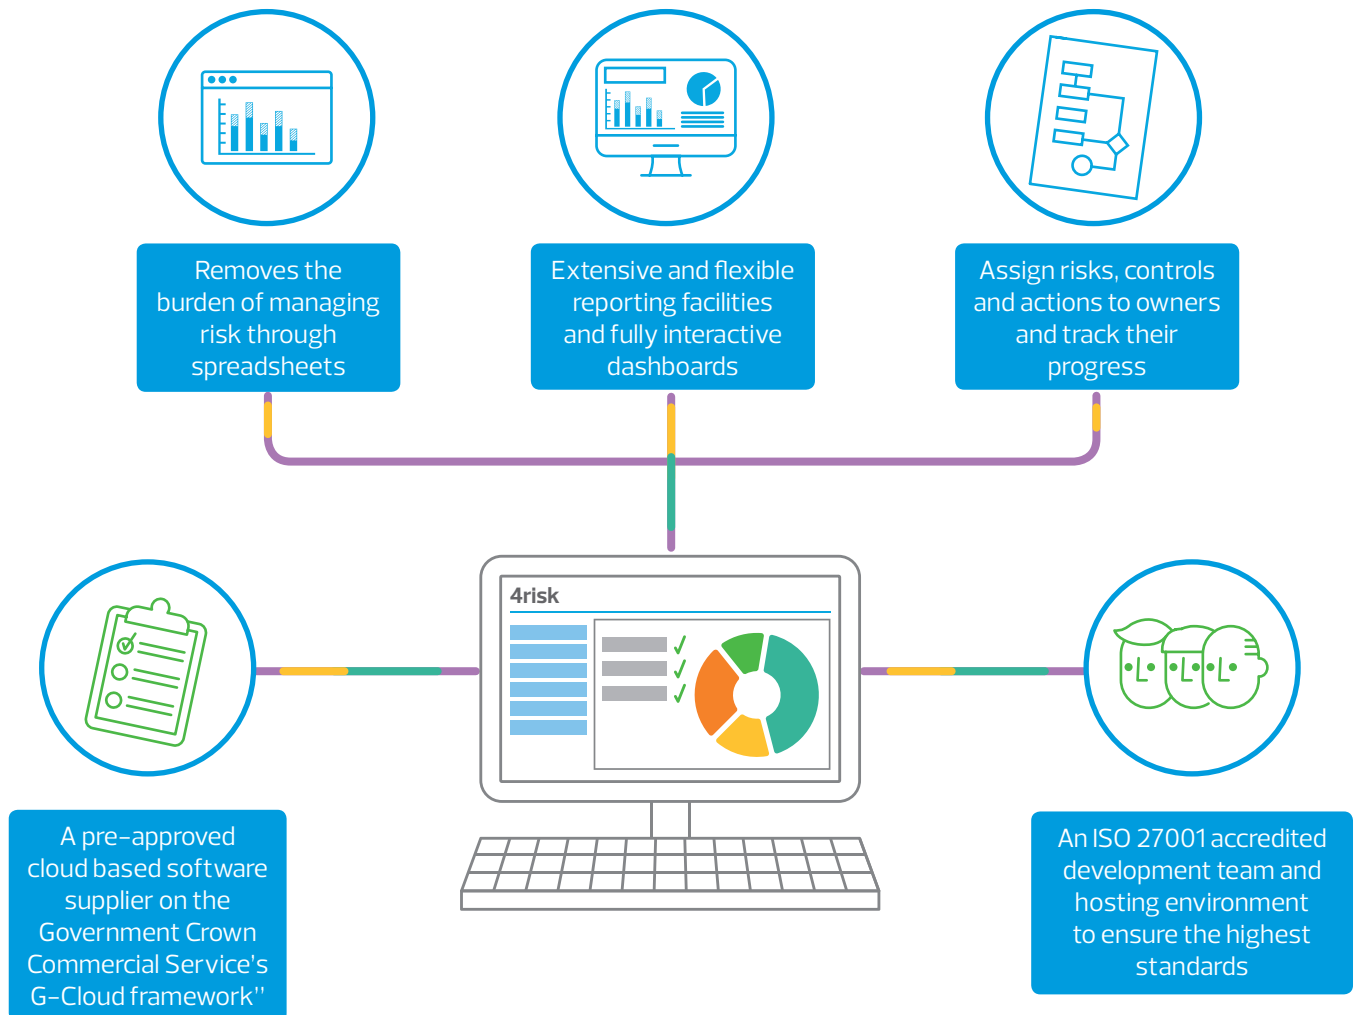 Removes the
burden of managing
risk through
spreadsheets
Extensive and flexible
reporting facilities
and fully interactive
dashboards
Assign risks, controls
and actions to owners
and track their
progress
4risk
A pre-approved
cloud based software
supplier on the
Government Crown
Commercial Service's
G-Cloud framework"
An ISO 27001 accredited
development team and
hosting environment
to ensure the highest
standards